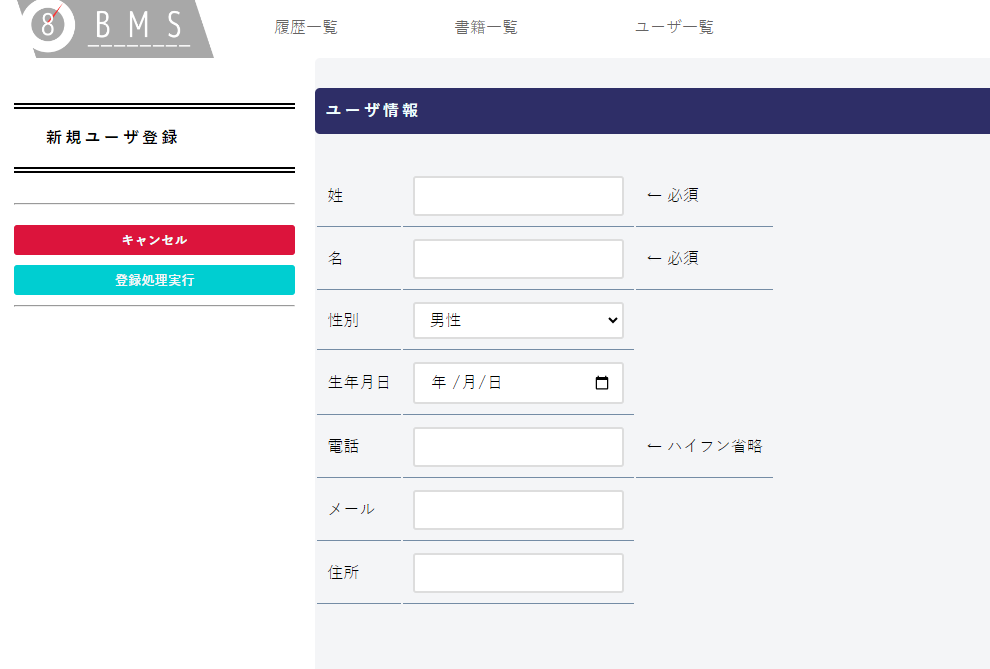 8 BMS
履歴一覧
書籍一覧
ユーザ一覧
新規ユーザ登録
キャンセル
登録処理実行
ユーザ情報
姓 ← 必須
名 ← 必須
性別 男性
生年月日 年 /月/日
電話 ← ハイフン省略
メール
住所